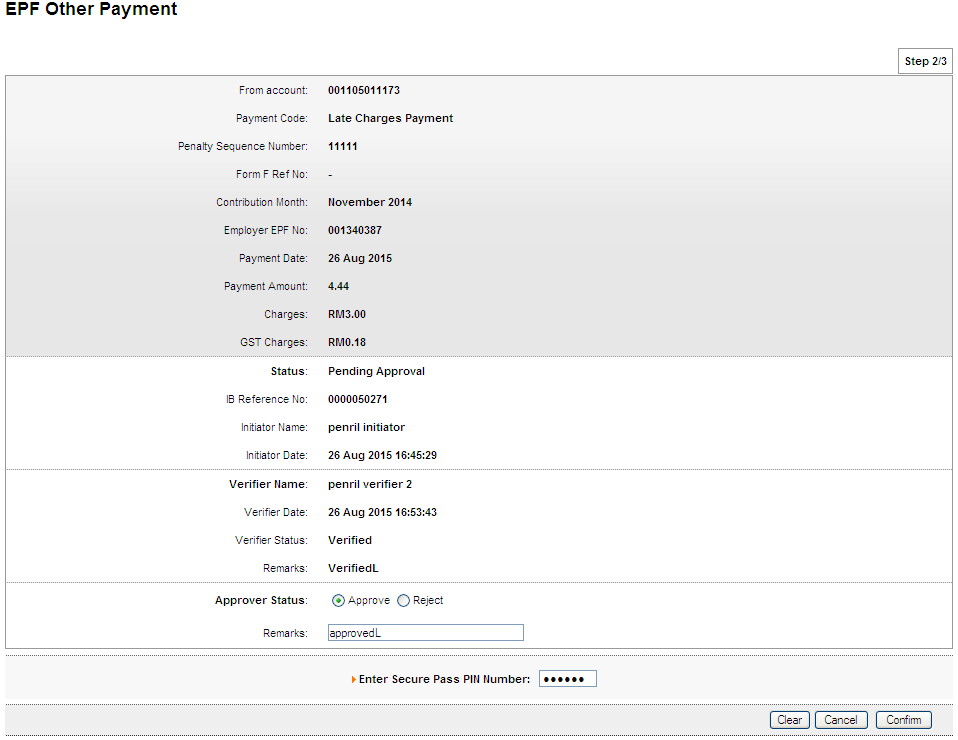 EPF Other Payment
Step 2/3
From account: 001105011173
Payment Code: Late Charges Payment
Penalty Sequence Number: 11111
Form F Ref No: -
Contribution Month: November 2014
Employer EPF No: 001340387
Payment Date: 26 Aug 2015
Payment Amount: 4.44
Charges: RM3.00
GST Charges: RM0.18
Status: Pending Approval
IB Reference No: 0000050271
Initiator Name: penril initiator
Initiator Date: 26 Aug 2015 16:45:29
Verifier Name: penril verifier 2
Verifier Date: 26 Aug 2015 16:53:43
Verifier Status: Verified
Remarks: VerifiedL
Approver Status: Approve Reject
Remarks: approvedL
Enter Secure Pass PIN Number: ••••••
Clear Cancel Confirm